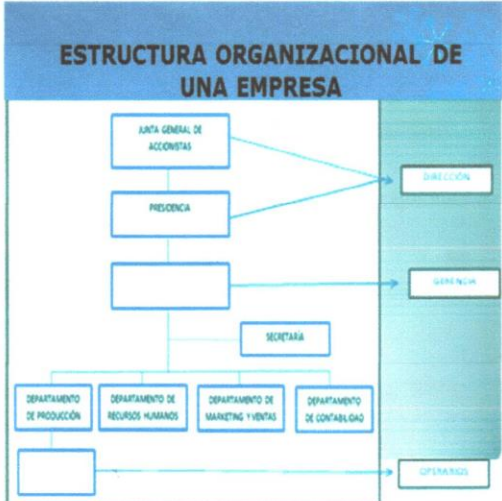 ESTRUCTURA ORGANIZACIONAL DE
UNA EMPRESA
JUNTA GENERAL DE
ACCIONISTAS
DIRECCIÓN
PRESIDENCIA
GERENCIA
SECRETARÍA
DEPARTAMENTO
DE PRODUCCIÓN
DEPARTAMENTO DE
RECURSOS HUMANOS
DEPARTAMENTO DE
MARKETING Y VENTAS
DEPARTAMENTO
DE CONTABILIDAD
OPERARIOS